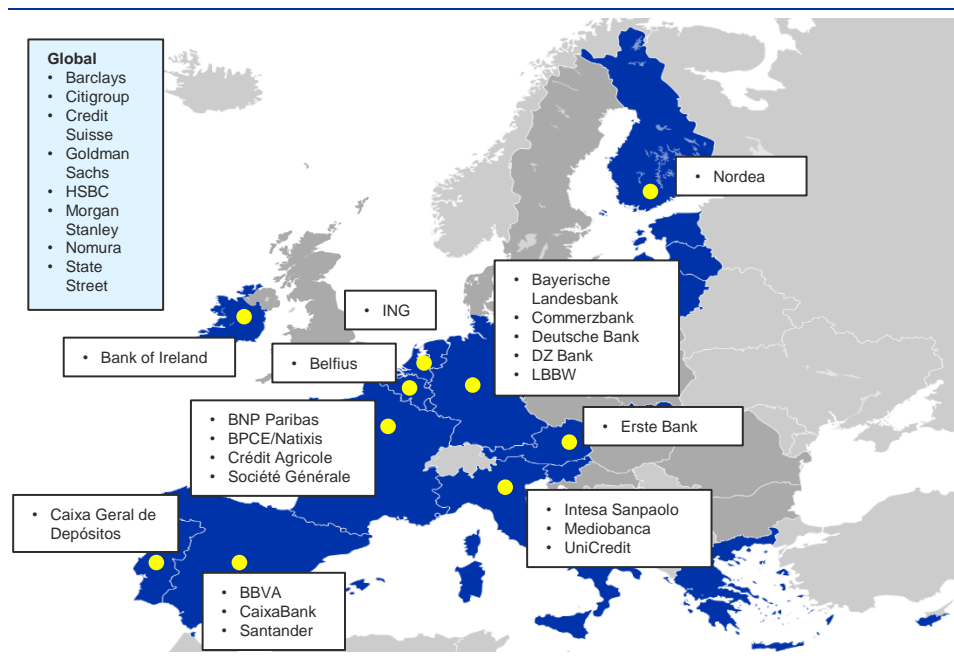 Global
• Barclays
• Citigroup
• Credit
Suisse
• Goldman
Sachs
• HSBC
• Morgan
Stanley
• Nomura
• State
Street
• Nordea
• Bayerische
Landesbank
• Commerzbank
• Deutsche Bank
• DZ Bank
• LBBW
• ING
• Bank of Ireland
• Belfius
• BNP Paribas
• BPCE/Natixis
• Crédit Agricole
• Société Générale
• Erste Bank
• Caixa Geral de
Depósitos
• Intesa Sanpaolo
• Mediobanca
• UniCredit
• BBVA
• CaixaBank
• Santander